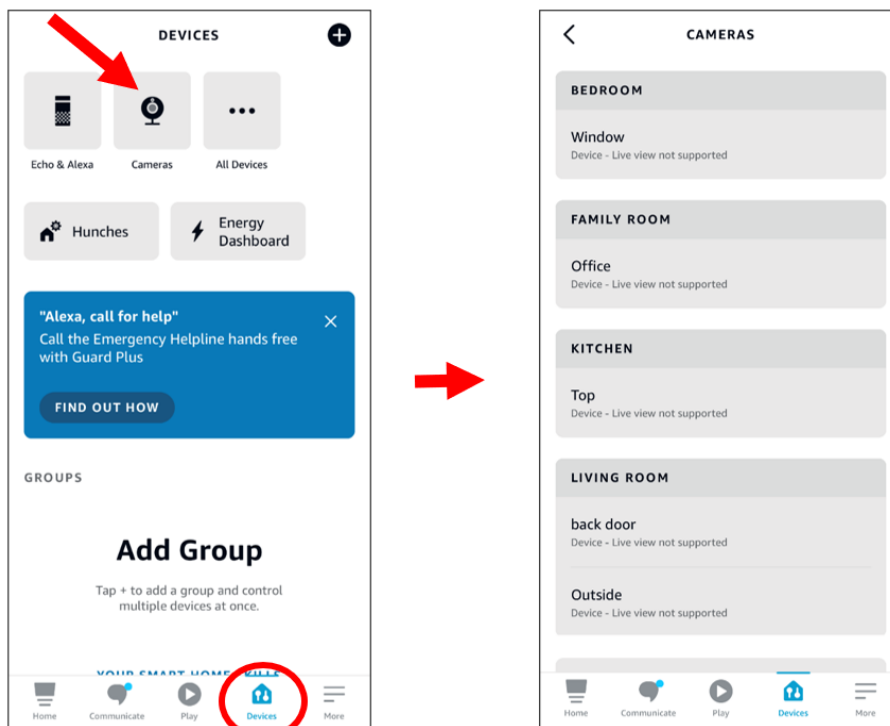 DEVICES
Echo & Alexa
Cameras
All Devices
Hunches
Energy
Dashboard
"Alexa, call for help"
Call the Emergency Helpline hands free
with Guard Plus
FIND OUT HOW
GROUPS
Add Group
Tap + to add a group and control
multiple devices at once.
YOUR SMART HOME SKILLS
Home
Communicate
Play
Devices
More
CAMERAS
BEDROOM
Window
Device - Live view not supported
FAMILY ROOM
Office
Device - Live view not supported
KITCHEN
Top
Device - Live view not supported
LIVING ROOM
back door
Device - Live view not supported
Outside
Device - Live view not supported
Home
Communicate
Play
Devices
More